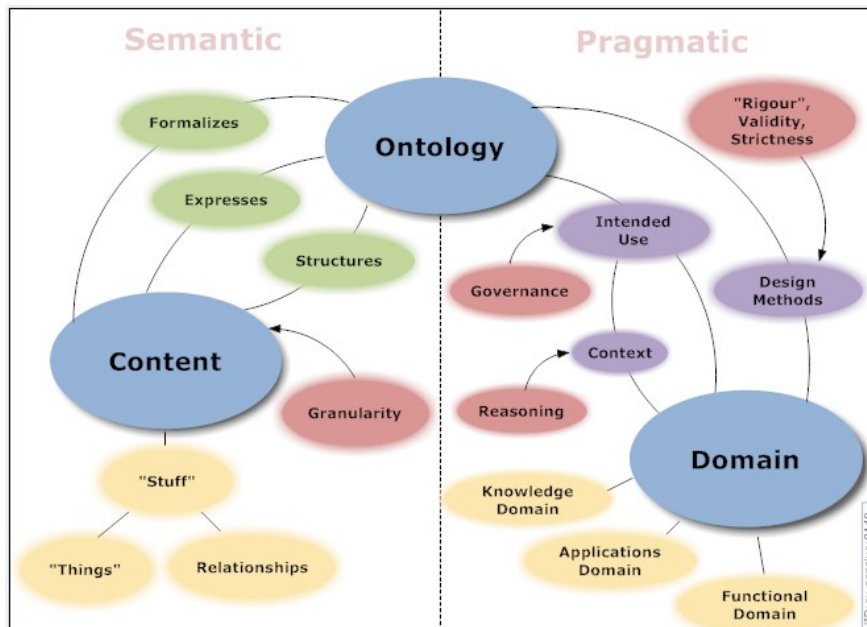 Semantic
Pragmatic
Formalizes
Ontology
"Rigour",
Validity,
Strictness
Expresses
Intended
Use
Structures
Governance
Design
Methods
Content
Context
Granularity
Reasoning
Domain
"Stuff"
Knowledge
Domain
"Things"
Relationships
Applications
Domain
Functional
Domain